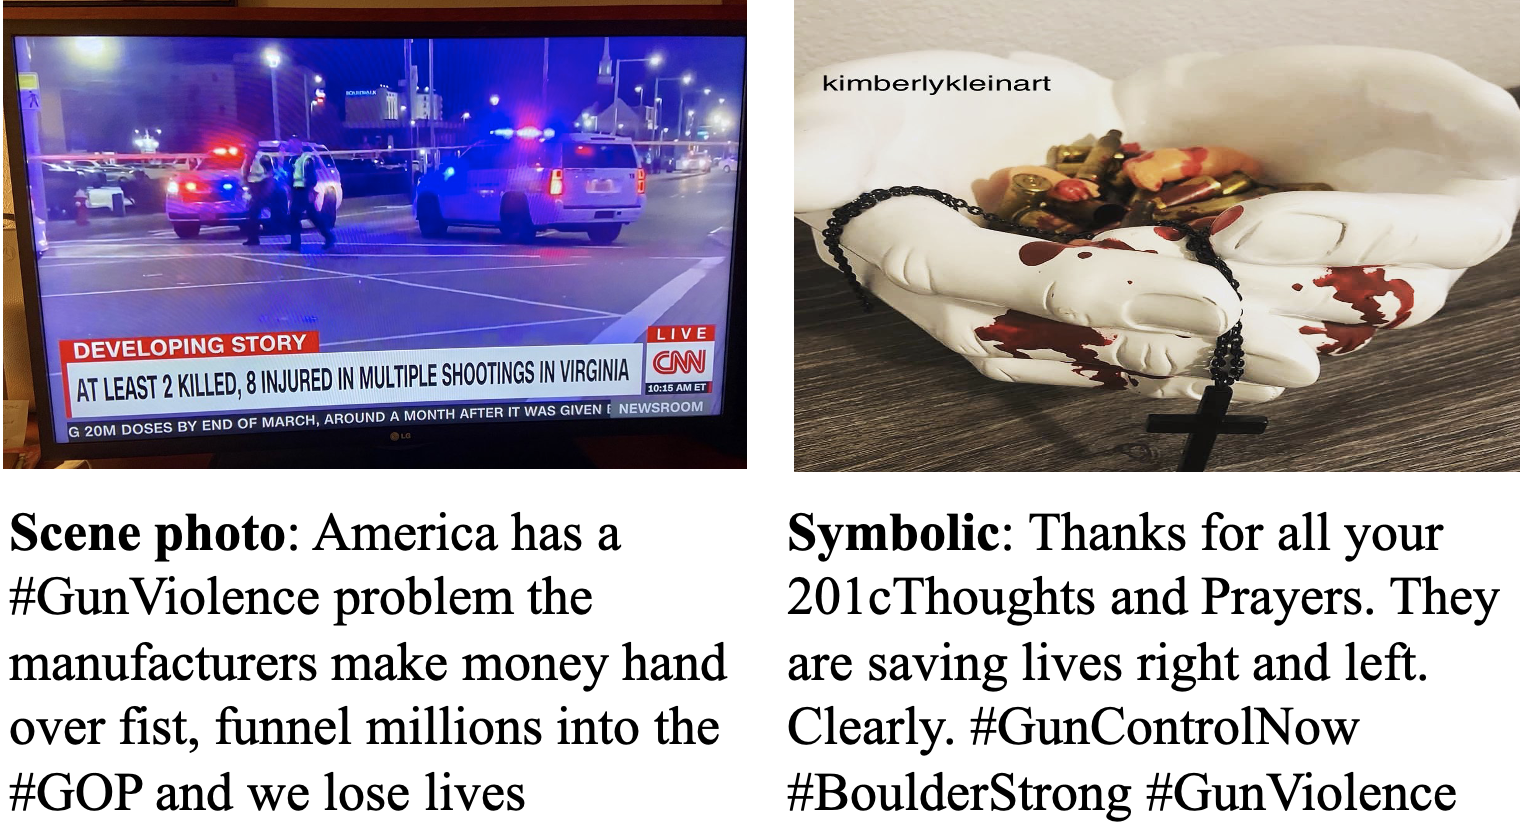 DEVELOPING STORY
AT LEAST 2 KILLED, 8 INJURED IN MULTIPLE SHOOTINGS IN VIRGINIA
LIVE
CNN
10:15 AM ET
G 20M DOSES BY END OF MARCH, AROUND A MONTH AFTER IT WAS GIVEN
NEWSROOM
LG
kimberlykleinart
Scene photo: America has a
#GunViolence problem the
manufacturers make money hand
over fist, funnel millions into the
#GOP and we lose lives
Symbolic: Thanks for all your
201cThoughts and Prayers. They
are saving lives right and left.
Clearly. #GunControlNow
#BoulderStrong #GunViolence